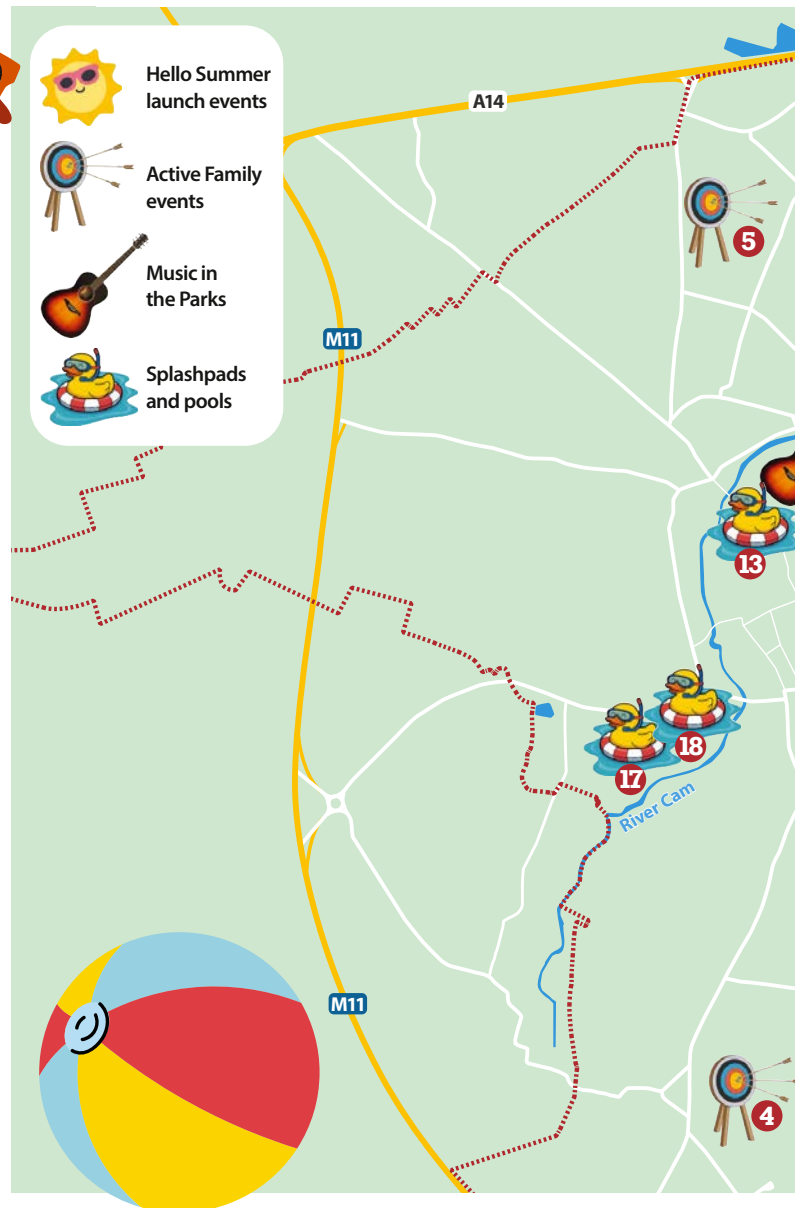 Hello Summer
launch events
Active Family
events
Music in
the Parks
Splashpads
and pools
A14
5
M11
13
18
17
River Cam
M11
4